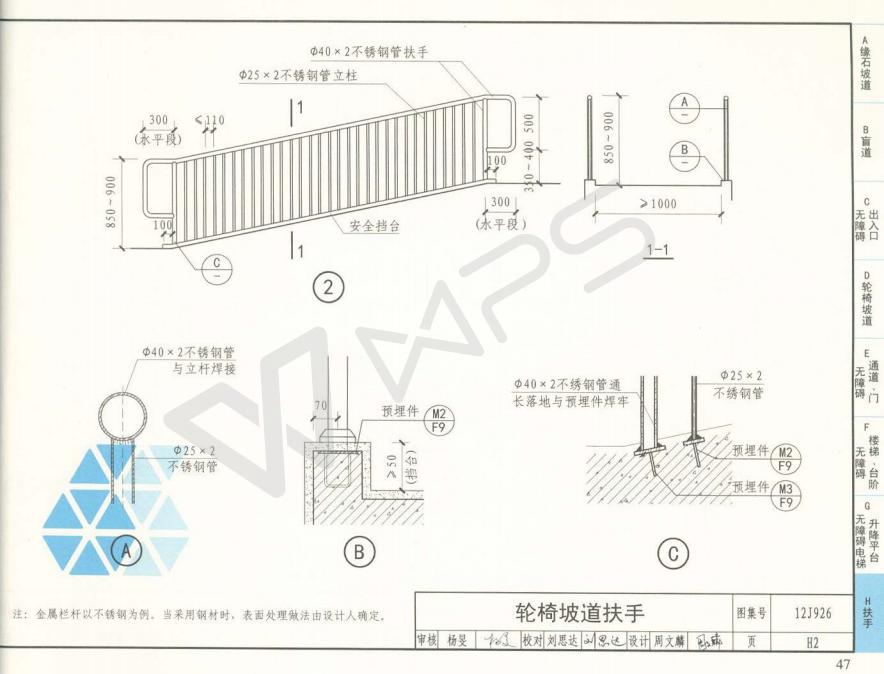 Φ40×2不锈钢管扶手
Φ25×2不锈钢管立柱
300
(水平段)
≤110
1
850～900
100
C
－
安全挡台
1
2
500
350～400
100
300
(水平段)
850～900
A
－
B
－
≥1000
1-1
Φ40×2不锈钢管
与立杆焊接
Φ25×2
不锈钢管
A
70
预埋件
M2
F9
≥50
(挡台)
B
Φ40×2不锈钢管通
长落地与预埋件焊牢
Φ25×2
不锈钢管
预埋件
M2
F9
预埋件
M3
F9
C
注：金属栏杆以不锈钢为例。当采用钢材时，表面处理做法由设计人确定。
轮椅坡道扶手
图集号
12J926
审核 杨旻 校对 刘思达 刘思达 设计 周文麟
页
H2
47
A
缘石坡道
B
盲道
C
无障碍
出入口
D
轮椅坡道
E
无障碍
通道、门
F
无障碍
楼梯、台阶
G
无障碍电梯
升降平台
H
扶手
WPS